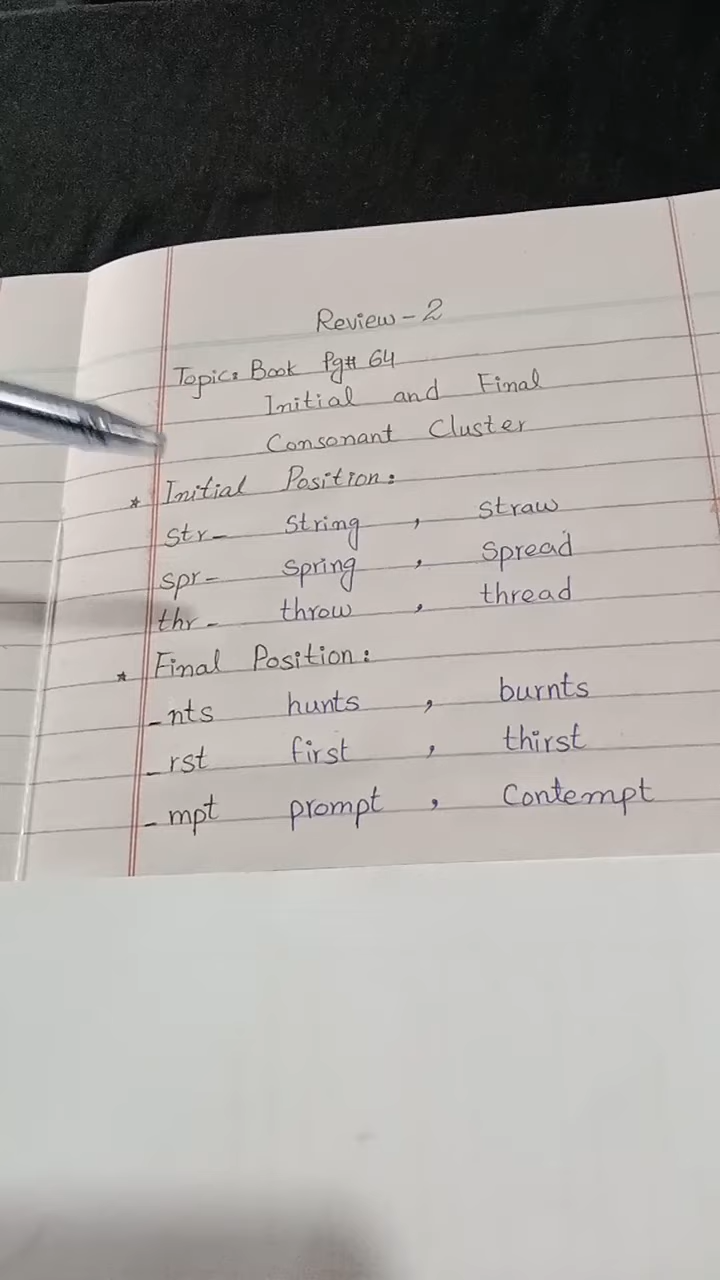 Review-2
Topic: Book Pg# 64
Initial and Final
Consonant Cluster
* Initial Position:
str- String , straw
spr- spring , spread
thr- throw , thread
* Final Position:
-nts hunts , burnts
-rst first , thirst
-mpt prompt , Contempt